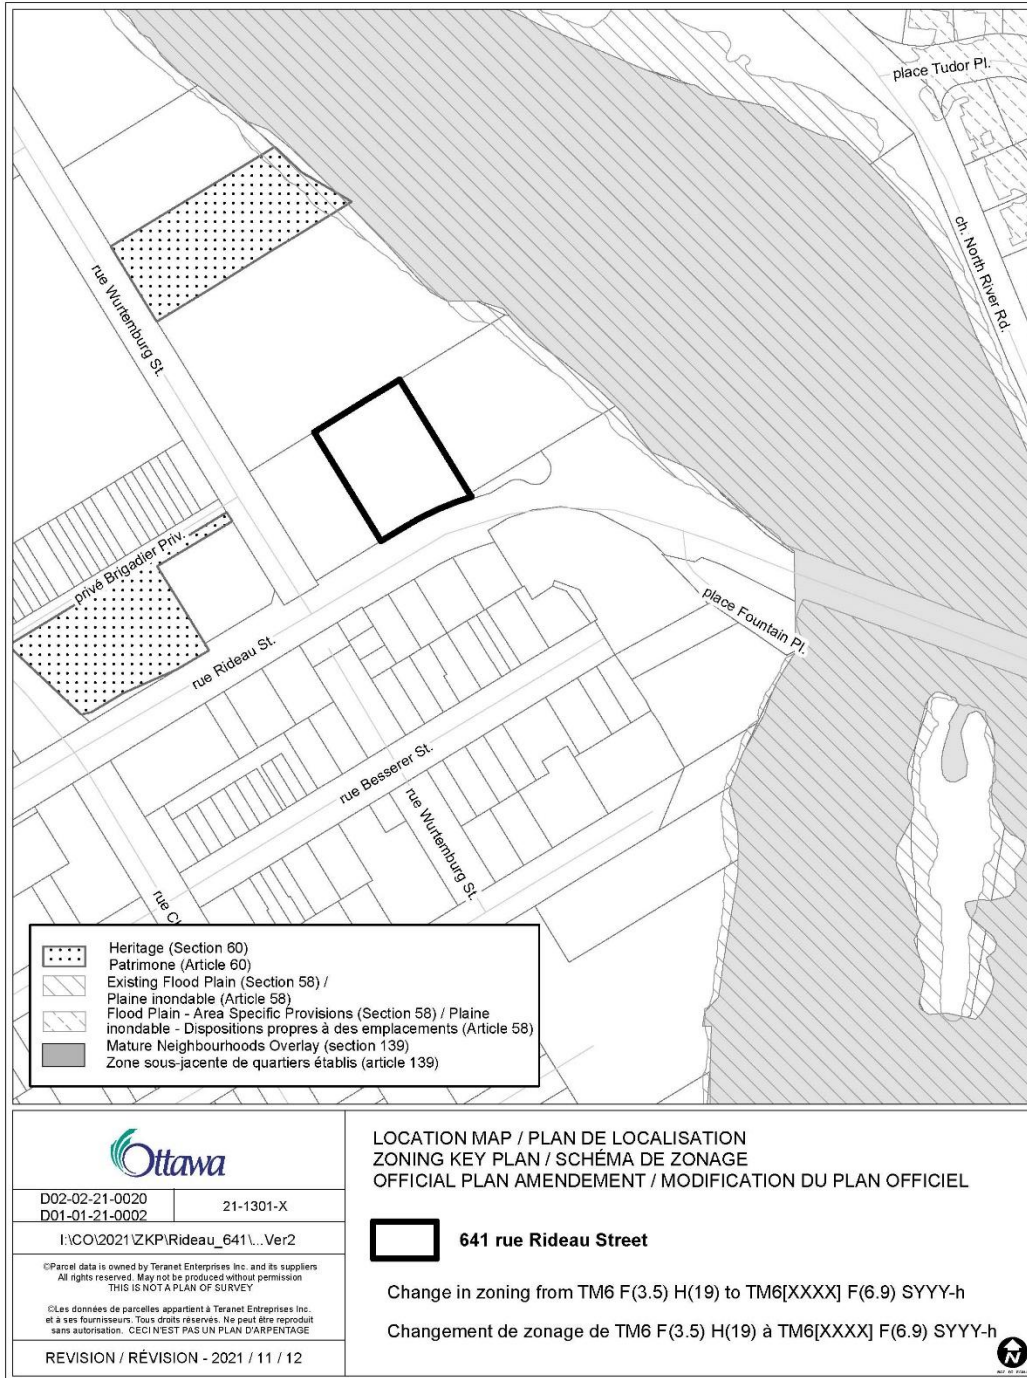 place Tudor Pl.
ch. North River Rd.
rue Wurtemburg St.
privé Brigadier Priv.
rue Rideau St.
place Fountain Pl.
rue Besserer St.
rue Wurtemburg St.
Heritage (Section 60)
Patrimone (Article 60)
Existing Flood Plain (Section 58) /
Plaine inondable (Article 58)
Flood Plain - Area Specific Provisions (Section 58) / Plaine
inondable - Dispositions propres à des emplacements (Article 58)
Mature Neighbourhoods Overlay (section 139)
Zone sous-jacente de quartiers établis (article 139)
Ottawa
D02-02-21-0020
D01-01-21-0002
21-1301-X
I:\CO\2021\ZKP\Rideau_641\...Ver2
©Parcel data is owned by Teranet Enterprises Inc. and its suppliers
All rights reserved. May not be produced without permission
THIS IS NOT A PLAN OF SURVEY
©Les données de parcelles appartient à Teranet Entreprises Inc.
et à ses fournisseurs. Tous droits réservés. Ne peut être reproduit
sans autorisation. CECI N'EST PAS UN PLAN D'ARPENTAGE
REVISION / RÉVISION - 2021 / 11 / 12
LOCATION MAP / PLAN DE LOCALISATION
ZONING KEY PLAN / SCHÉMA DE ZONAGE
OFFICIAL PLAN AMENDEMENT / MODIFICATION DU PLAN OFFICIEL
641 rue Rideau Street
Change in zoning from TM6 F(3.5) H(19) to TM6[XXXX] F(6.9) SYYY-h
Changement de zonage de TM6 F(3.5) H(19) à TM6[XXXX] F(6.9) SYYY-h
N